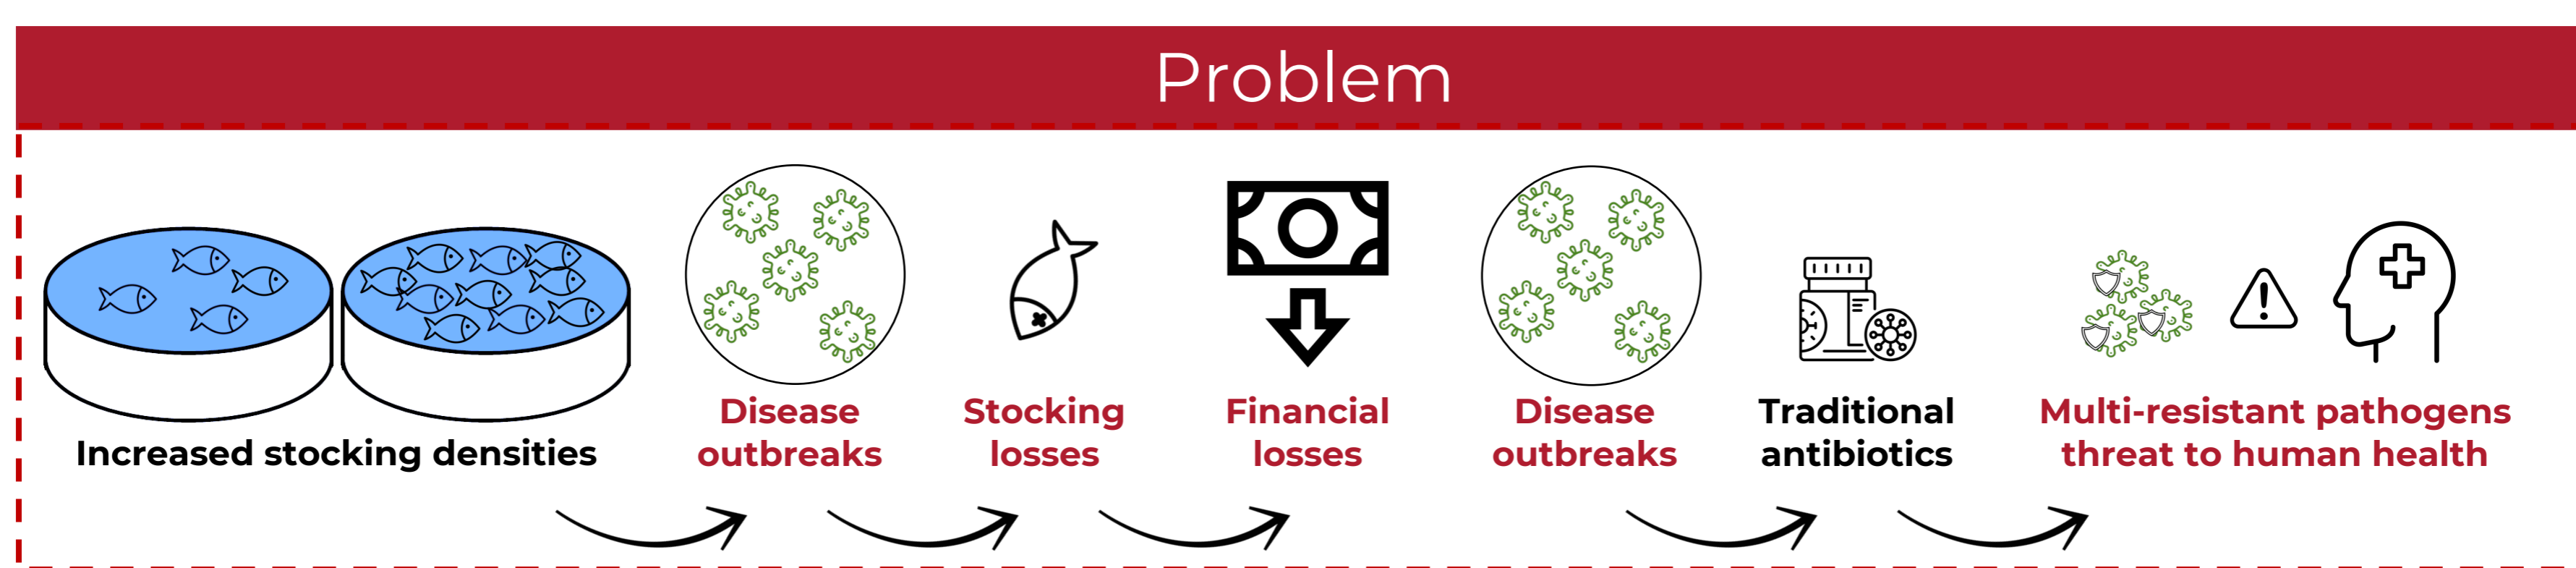 Problem
Increased stocking densities
Disease
outbreaks
Stocking
losses
Financial
losses
Disease
outbreaks
Traditional
antibiotics
Multi-resistant pathogens
threat to human health